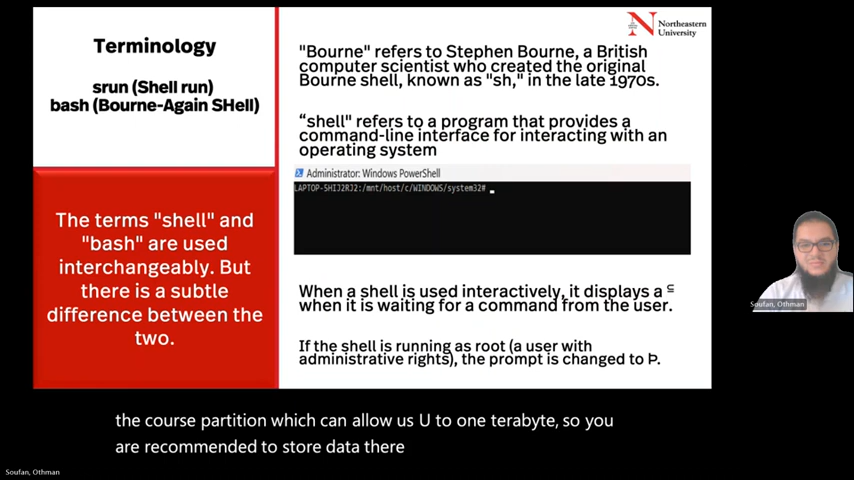 Terminology
srun (Shell run)
bash (Bourne-Again SHell)
The terms "shell" and
"bash" are used
interchangeably. But
there is a subtle
difference between the
two.
Northeastern
University
"Bourne" refers to Stephen Bourne, a British
computer scientist who created the original
Bourne shell, known as "sh," in the late 1970s.
“shell" refers to a program that provides a
command-line interface for interacting with an
operating system
Administrator: Windows PowerShell
LAPTOP-SHIJ2RJ2:/mnt/host/c/WINDOWS/system32#
When a shell is used interactively, it displays a ⊆
when it is waiting for a command from the user.
If the shell is running as root (a user with
administrative rights), the prompt is changed to Þ.
Soufan, Othman
the course partition which can allow us U to one terabyte, so you
are recommended to store data there
Soufan, Othman